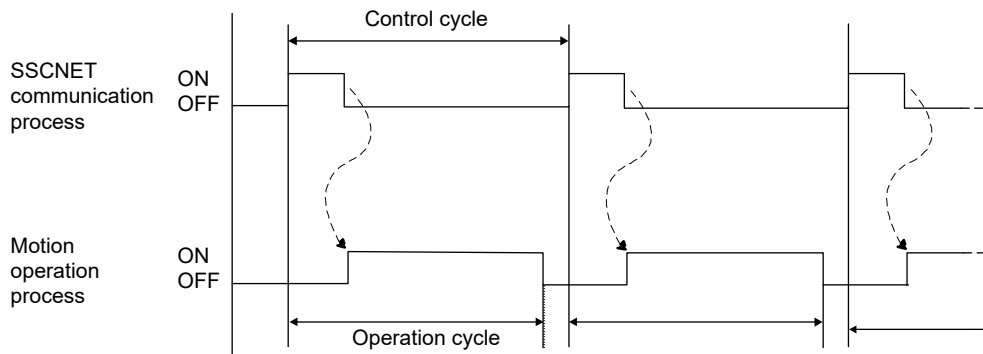 Control cycle
SSCNET
communication
process
ON
OFF
Motion
operation
process
ON
OFF
Operation cycle